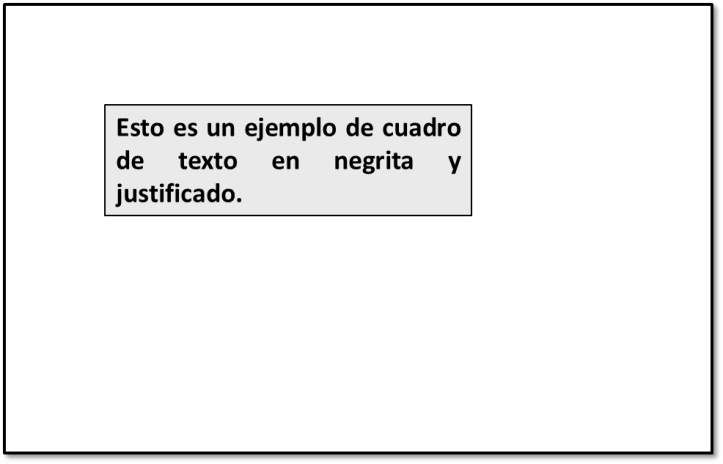 Esto es un ejemplo de cuadro
de texto en negrita y
justificado.